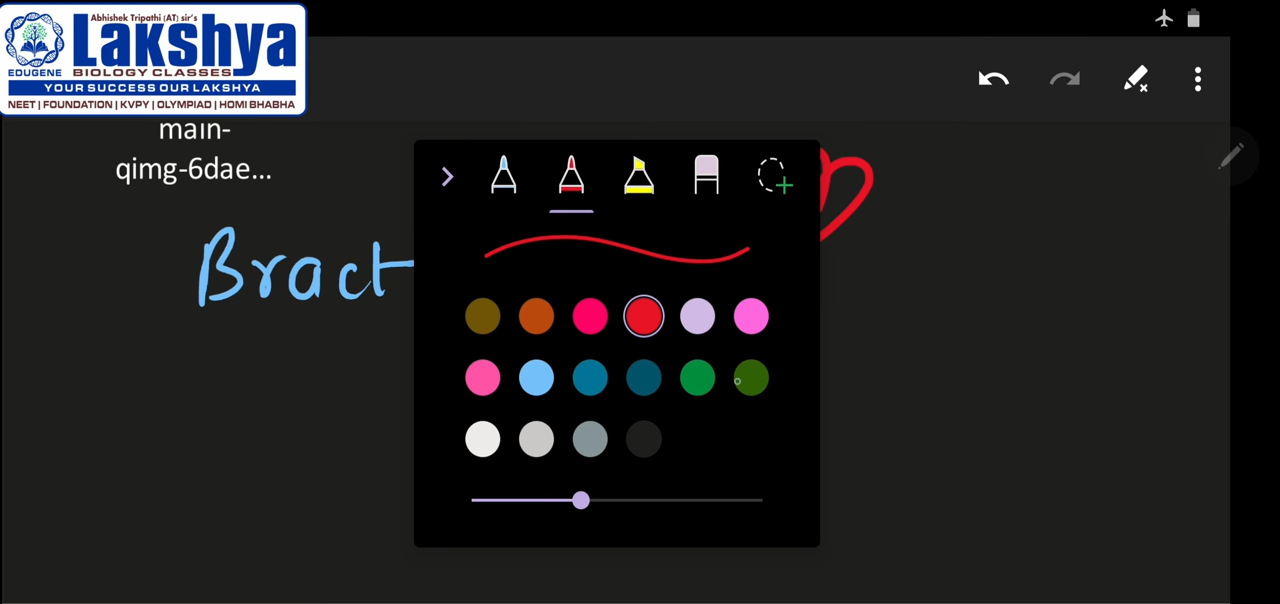 Abhishek Tripathi (AT) sir's
Lakshya
EDUGENE BIOLOGY CLASSES
YOUR SUCCESS OUR LAKSHYA
NEET | FOUNDATION | KVPY | OLYMPIAD | HOMI BHABHA
main-
qimg-6dae...
Bract